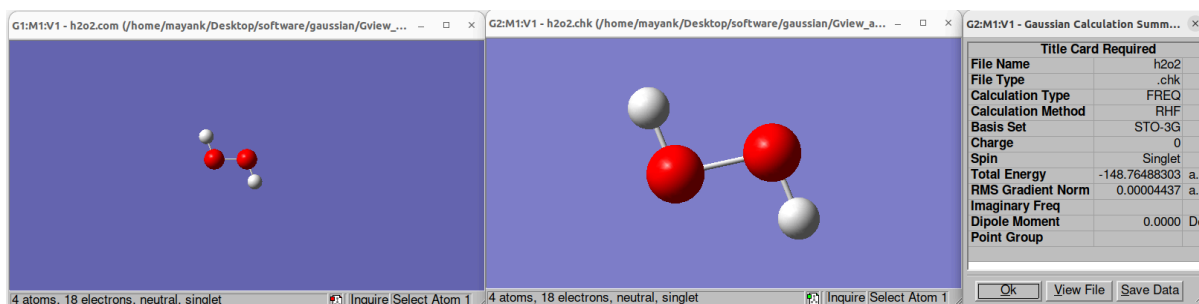 G1:M1:V1 - h2o2.com (/home/mayank/Desktop/software/gaussian/Gview_...
4 atoms, 18 electrons, neutral, singlet Inquire Select Atom 1
G2:M1:V1 - h2o2.chk (/home/mayank/Desktop/software/gaussian/Gview_a...
4 atoms, 18 electrons, neutral, singlet Inquire Select Atom 1
G2:M1:V1 - Gaussian Calculation Summ...
Title Card Required
File Name h2o2
File Type .chk
Calculation Type FREQ
Calculation Method RHF
Basis Set STO-3G
Charge 0
Spin Singlet
Total Energy -148.76488303 a.
RMS Gradient Norm 0.00004437 a.
Imaginary Freq
Dipole Moment 0.0000 De
Point Group
Ok View File Save Data